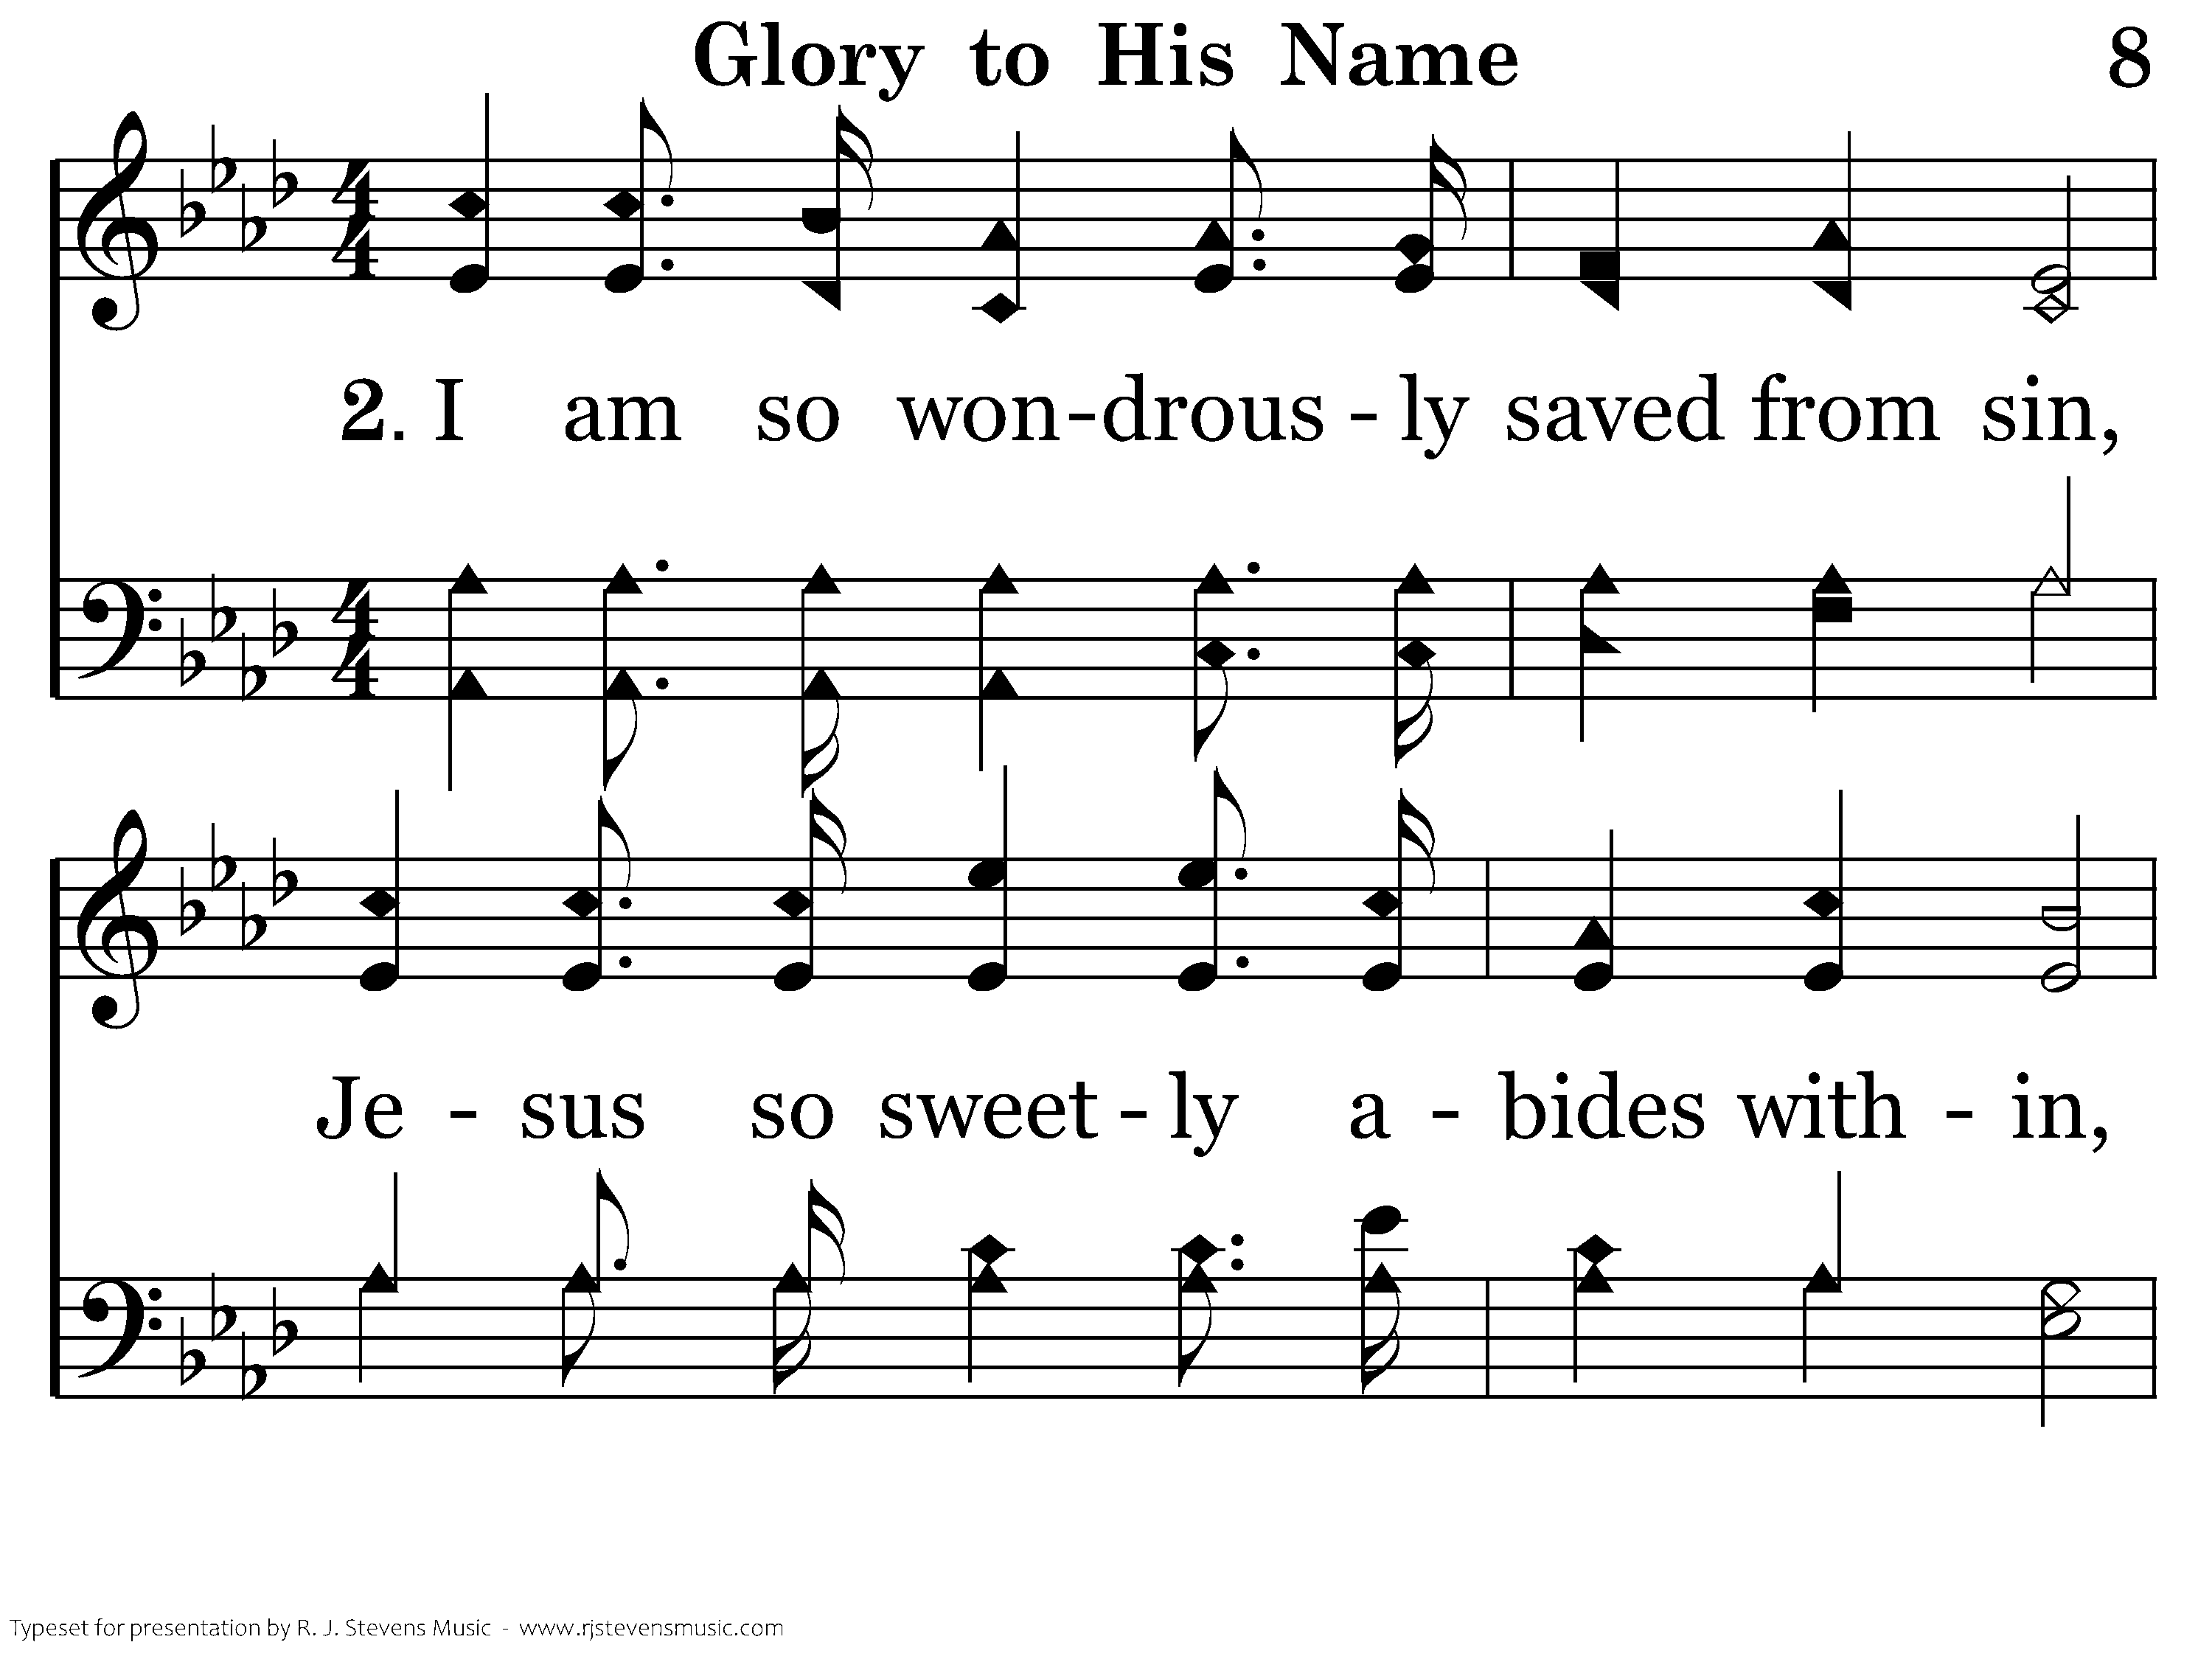 Glory to His Name 8
2. I am so won-drous - ly saved from sin,
Je - sus so sweet - ly a - bides with - in,
Typeset for presentation by R. J. Stevens Music - www.rjstevensmusic.com